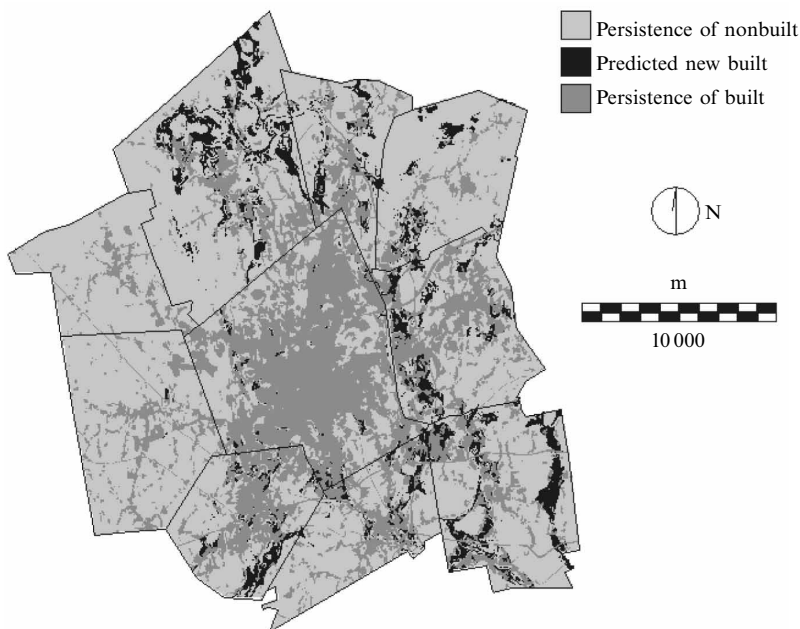 Persistence of nonbuilt
Predicted new built
Persistence of built
N
m
10 000